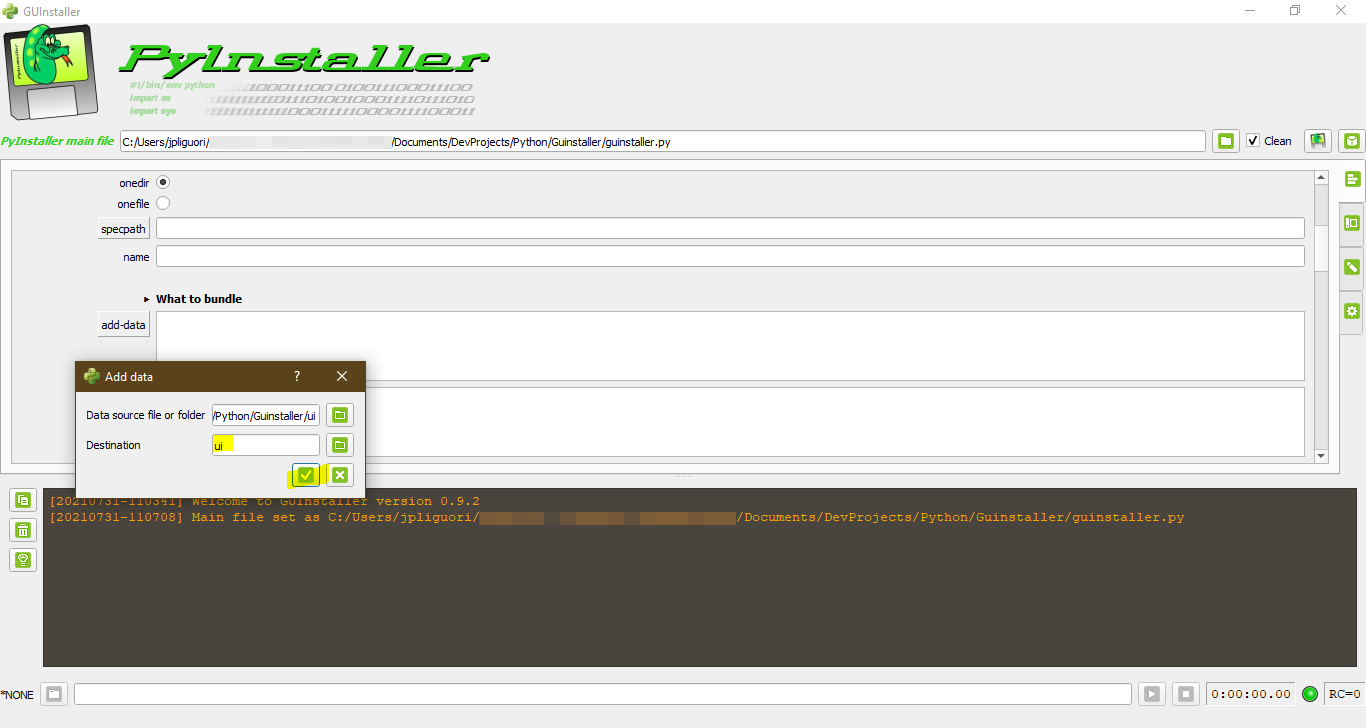 GUInstaller
PyInstaller
#!/bin/env python
import os
import sys
PyInstaller main file C:/Users/jpliguori/ /Documents/DevProjects/Python/Guinstaller/guinstaller.py Clean
onedir
onefile
specpath
name
What to bundle
add-data
Add data ?
Data source file or folder /Python/Guinstaller/ui
Destination ui
[20210731-110341] Welcome to GUInstaller version 0.9.2
[20210731-110708] Main file set as C:/Users/jpliguori/ /Documents/DevProjects/Python/Guinstaller/guinstaller.py
*NONE 0:00:00.00 RC=0